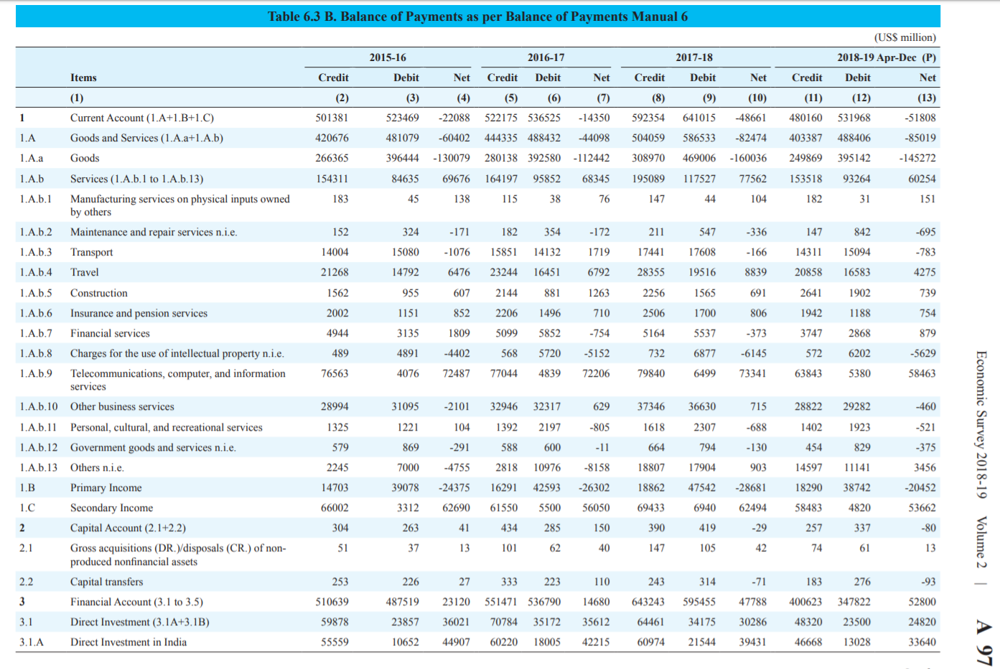 Table 6.3 B. Balance of Payments as per Balance of Payments Manual 6
(US$ million)
2015-16 2016-17 2017-18 2018-19 Apr-Dec (P)
Items Credit Debit Net Credit Debit Net Credit Debit Net Credit Debit Net
(1) (2) (3) (4) (5) (6) (7) (8) (9) (10) (11) (12) (13)
1 Current Account (1.A+1.B+1.C) 501381 523469 -22088 522175 536525 -14350 592354 641015 -48661 480160 531968 -51808
1.A Goods and Services (1.A.a+1.A.b) 420676 481079 -60402 444335 488432 -44098 504059 586533 -82474 403387 488406 -85019
1.A.a Goods 266365 396444 -130079 280138 392580 -112442 308970 469006 -160036 249869 395142 -145272
1.A.b Services (1.A.b.1 to 1.A.b.13) 154311 84635 69676 164197 95852 68345 195089 117527 77562 153518 93264 60254
1.A.b.1 Manufacturing services on physical inputs owned 183 45 138 115 38 76 147 44 104 182 31 151
by others
1.A.b.2 Maintenance and repair services n.i.e. 152 324 -171 182 354 -172 211 547 -336 147 842 -695
1.A.b.3 Transport 14004 15080 -1076 15851 14132 1719 17441 17608 -166 14311 15094 -783
1.A.b.4 Travel 21268 14792 6476 23244 16451 6792 28355 19516 8839 20858 16583 4275
1.A.b.5 Construction 1562 955 607 2144 881 1263 2256 1565 691 2641 1902 739
1.A.b.6 Insurance and pension services 2002 1151 852 2206 1496 710 2506 1700 806 1942 1188 754
1.A.b.7 Financial services 4944 3135 1809 5099 5852 -754 5164 5537 -373 3747 2868 879
1.A.b.8 Charges for the use of intellectual property n.i.e. 489 4891 -4402 568 5720 -5152 732 6877 -6145 572 6202 -5629
1.A.b.9 Telecommunications, computer, and information 76563 4076 72487 77044 4839 72206 79840 6499 73341 63843 5380 58463
services
1.A.b.10 Other business services 28994 31095 -2101 32946 32317 629 37346 36630 715 28822 29282 -460
1.A.b.11 Personal, cultural, and recreational services 1325 1221 104 1392 2197 -805 1618 2307 -688 1402 1923 -521
1.A.b.12 Government goods and services n.i.e. 579 869 -291 588 600 -11 664 794 -130 454 829 -375
1.A.b.13 Others n.i.e. 2245 7000 -4755 2818 10976 -8158 18807 17904 903 14597 11141 3456
1.B Primary Income 14703 39078 -24375 16291 42593 -26302 18862 47542 -28681 18290 38742 -20452
1.C Secondary Income 66002 3312 62690 61550 5500 56050 69433 6940 62494 58483 4820 53662
2 Capital Account (2.1+2.2) 304 263 41 434 285 150 390 419 -29 257 337 -80
2.1 Gross acquisitions (DR.)/disposals (CR.) of non- 51 37 13 101 62 40 147 105 42 74 61 13
produced nonfinancial assets
2.2 Capital transfers 253 226 27 333 223 110 243 314 -71 183 276 -93
3 Financial Account (3.1 to 3.5) 510639 487519 23120 551471 536790 14680 643243 595455 47788 400623 347822 52800
3.1 Direct Investment (3.1A+3.1B) 59878 23857 36021 70784 35172 35612 64461 34175 30286 48320 23500 24820
3.1.A Direct Investment in India 55559 10652 44907 60220 18005 42215 60974 21544 39431 46668 13028 33640
Economic Survey 2018-19 Volume 2 | A 97